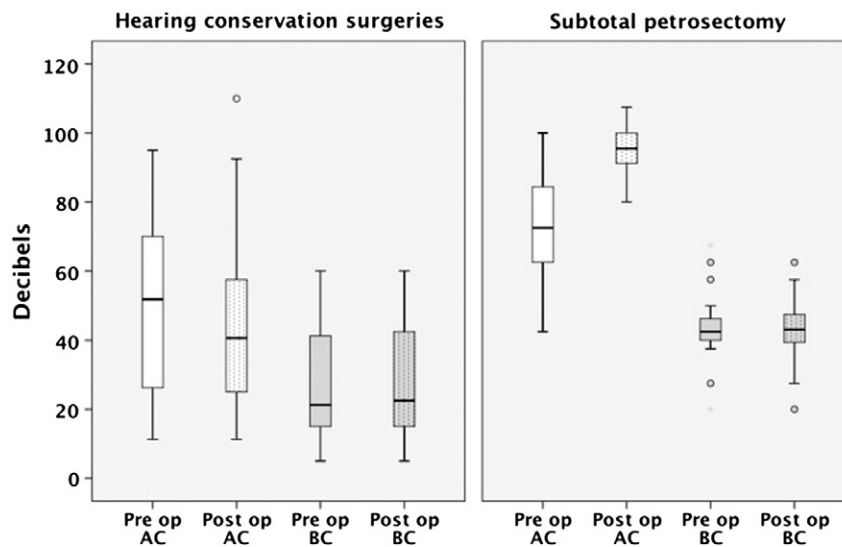 Hearing conservation surgeries
Subtotal petrosectomy
Decibels
120
100
80
60
40
20
0
Pre op AC
Post op AC
Pre op BC
Post op BC
Pre op AC
Post op AC
Pre op BC
Post op BC